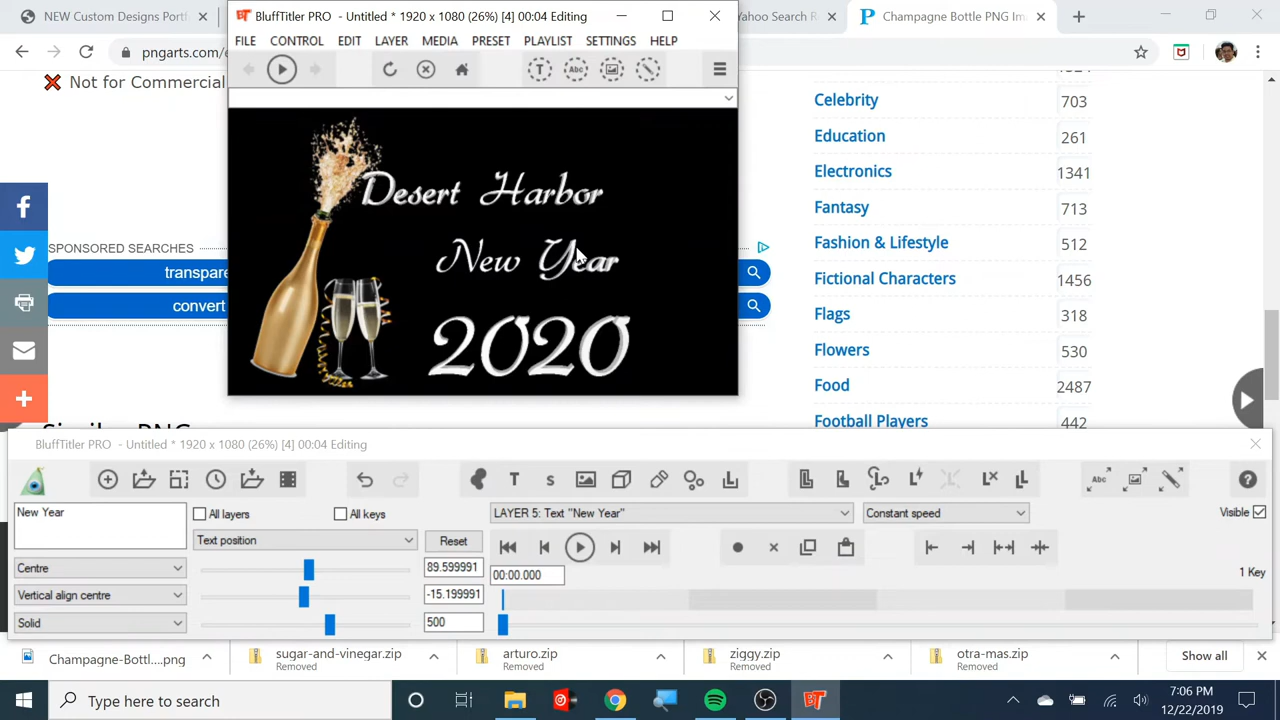 NEW Custom Designs Portf
Yahoo Search R
Champagne Bottle PNG Im
pngarts.com/e
Not for Commercial
SPONSORED SEARCHES
transpare
convert
BluffTitler PRO - Untitled * 1920 x 1080 (26%) [4] 00:04 Editing
FILE CONTROL EDIT LAYER MEDIA PRESET PLAYLIST SETTINGS HELP
T Abc
Desert Harbor
New Year
2020
Celebrity 703
Education 261
Electronics 1341
Fantasy 713
Fashion & Lifestyle 512
Fictional Characters 1456
Flags 318
Flowers 530
Food 2487
Football Players 442
BluffTitler PRO - Untitled * 1920 x 1080 (26%) [4] 00:04 Editing
T S Abc ?
New Year
All layers
All keys
LAYER 5: Text "New Year"
Constant speed
Visible
Text position
Reset
Centre
89.599991
00:00.000
1 Key
Vertical align centre
-15.199991
Solid
500
Champagne-Bottl....png
sugar-and-vinegar.zip
Removed
arturo.zip
Removed
ziggy.zip
Removed
otra-mas.zip
Removed
Show all
Type here to search
BT
7:06 PM
12/22/2019